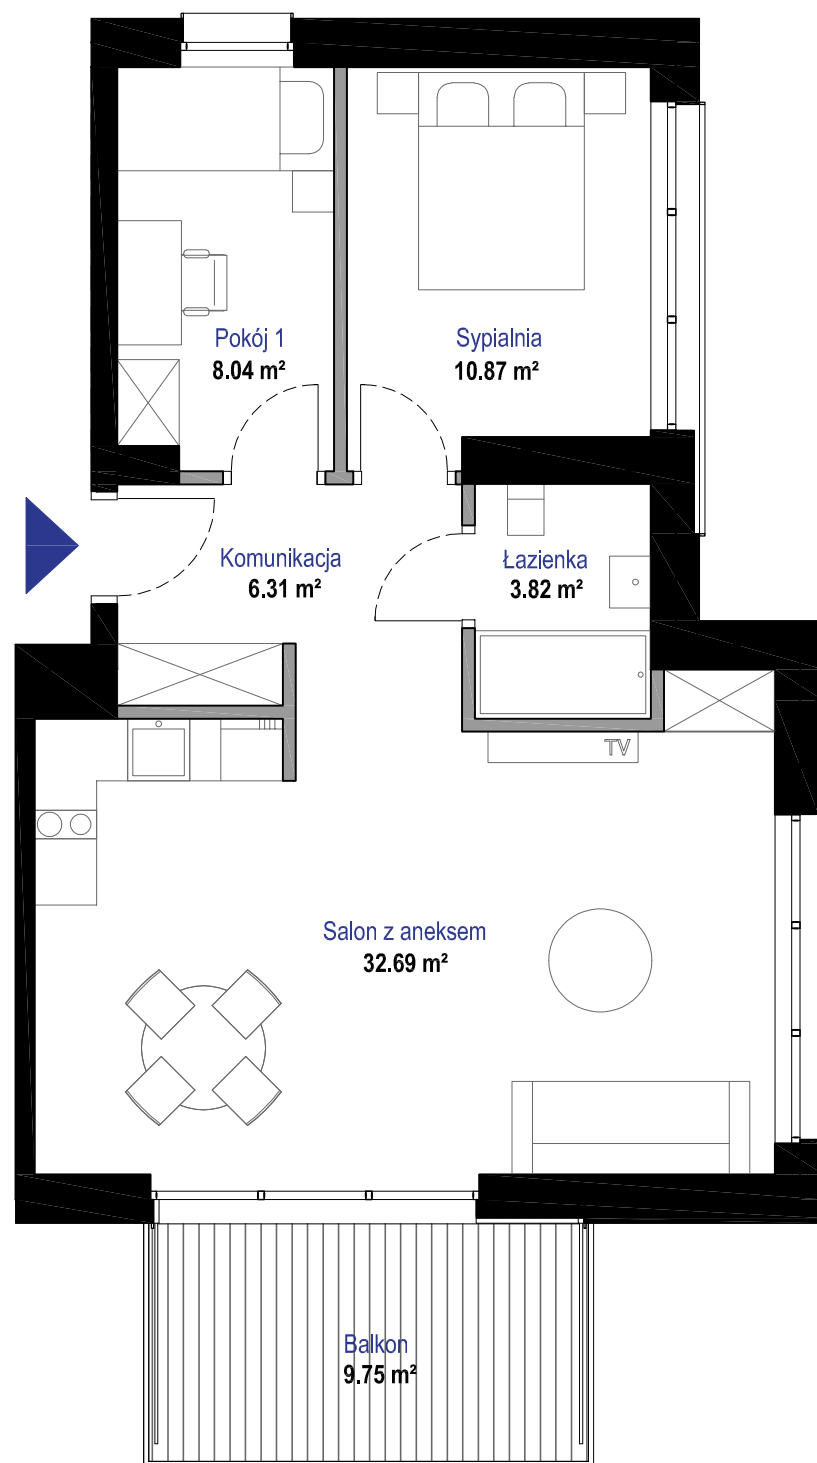 Pokój 1
8.04 m²
Sypialnia
10.87 m²
Komunikacja
6.31 m²
Łazienka
3.82 m²
TV
Salon z aneksem
32.69 m²
Balkon
9.75 m²